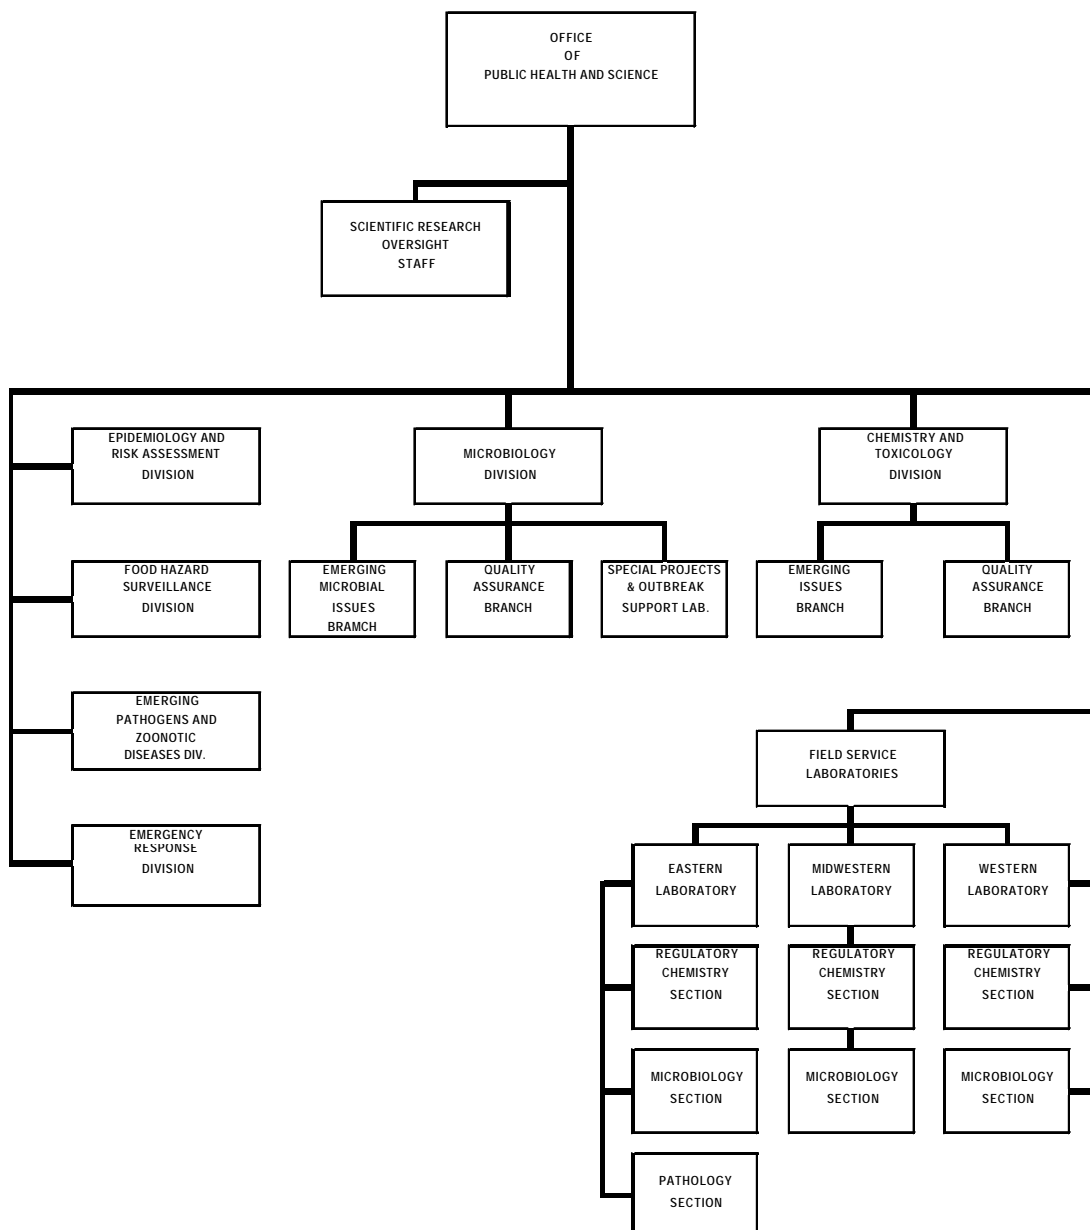 OFFICE
OF
PUBLIC HEALTH AND SCIENCE
SCIENTIFIC RESEARCH
OVERSIGHT
STAFF
EPIDEMIOLOGY AND
RISK ASSESSMENT
DIVISION
MICROBIOLOGY
DIVISION
CHEMISTRY AND
TOXICOLOGY
DIVISION
FOOD HAZARD
SURVEILLANCE
DIVISION
EMERGING
MICROBIAL
ISSUES
BRAMCH
QUALITY
ASSURANCE
BRANCH
SPECIAL PROJECTS
& OUTBREAK
SUPPORT LAB.
EMERGING
ISSUES
BRANCH
QUALITY
ASSURANCE
BRANCH
EMERGING
PATHOGENS AND
ZOONOTIC
DISEASES DIV.
FIELD SERVICE
LABORATORIES
EMERGENCY
RESPONSE
DIVISION
EASTERN
LABORATORY
MIDWESTERN
LABORATORY
WESTERN
LABORATORY
REGULATORY
CHEMISTRY
SECTION
REGULATORY
CHEMISTRY
SECTION
REGULATORY
CHEMISTRY
SECTION
MICROBIOLOGY
SECTION
MICROBIOLOGY
SECTION
MICROBIOLOGY
SECTION
PATHOLOGY
SECTION